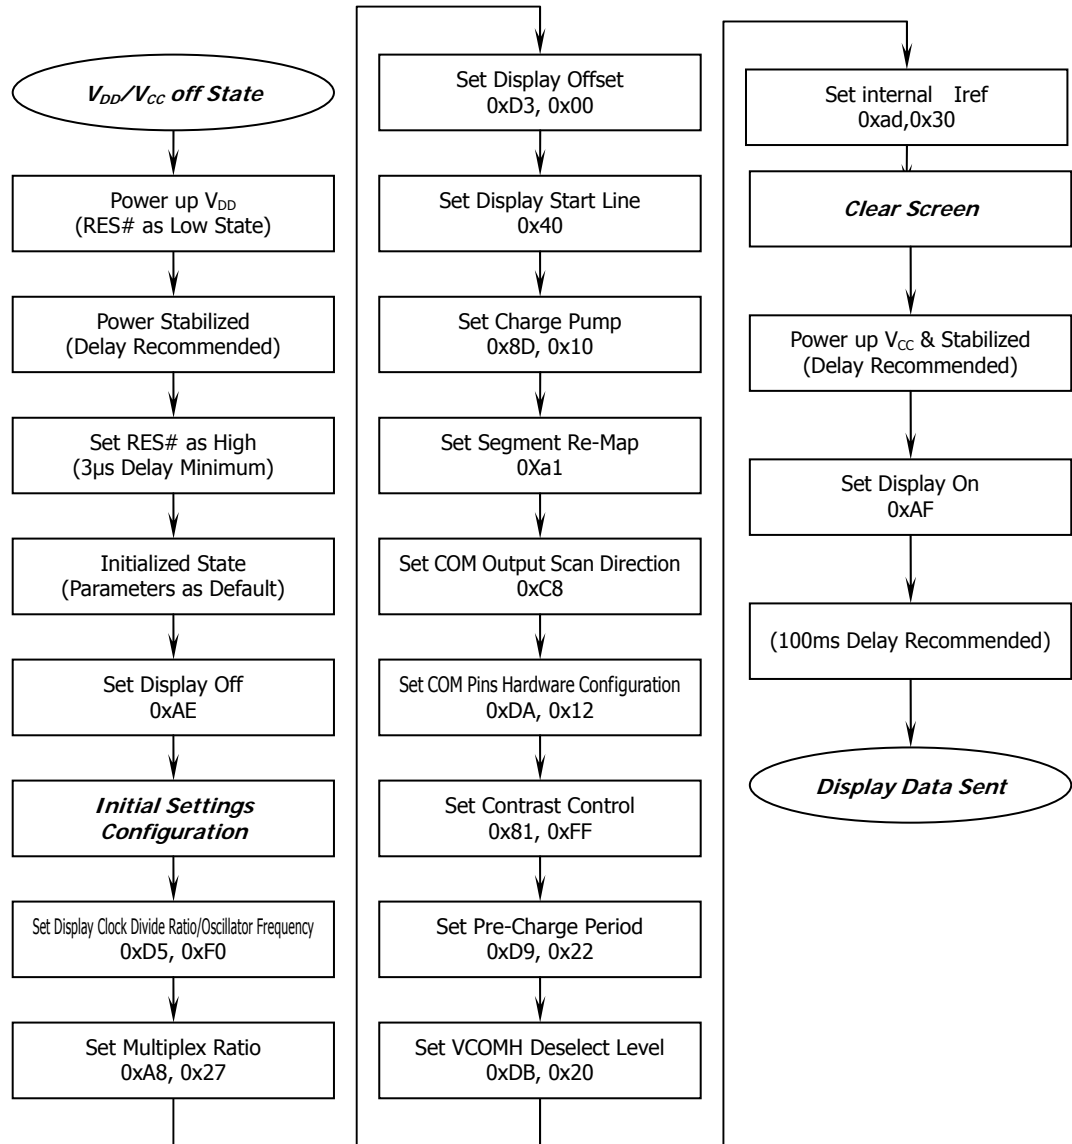 V_DD/V_CC off State
Power up V_DD
(RES# as Low State)
Power Stabilized
(Delay Recommended)
Set RES# as High
(3µs Delay Minimum)
Initialized State
(Parameters as Default)
Set Display Off
0xAE
Initial Settings
Configuration
Set Display Clock Divide Ratio/Oscillator Frequency
0xD5, 0xF0
Set Multiplex Ratio
0xA8, 0x27
Set Display Offset
0xD3, 0x00
Set Display Start Line
0x40
Set Charge Pump
0x8D, 0x10
Set Segment Re-Map
0Xa1
Set COM Output Scan Direction
0xC8
Set COM Pins Hardware Configuration
0xDA, 0x12
Set Contrast Control
0x81, 0xFF
Set Pre-Charge Period
0xD9, 0x22
Set VCOMH Deselect Level
0xDB, 0x20
Set internal Iref
0xad,0x30
Clear Screen
Power up V_CC & Stabilized
(Delay Recommended)
Set Display On
0xAF
(100ms Delay Recommended)
Display Data Sent